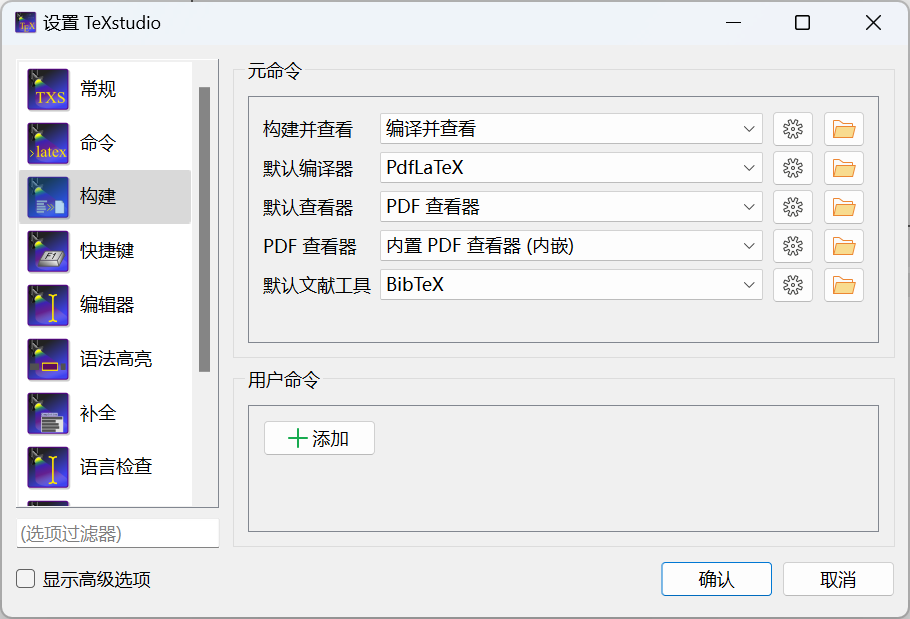 设置 TeXstudio
常规
命令
构建
快捷键
编辑器
语法高亮
补全
语言检查
(选项过滤器)
显示高级选项
元命令
构建并查看 编译并查看
默认编译器 PdfLaTeX
默认查看器 PDF 查看器
PDF 查看器 内置 PDF 查看器 (内嵌)
默认文献工具 BibTeX
用户命令
添加
确认 取消